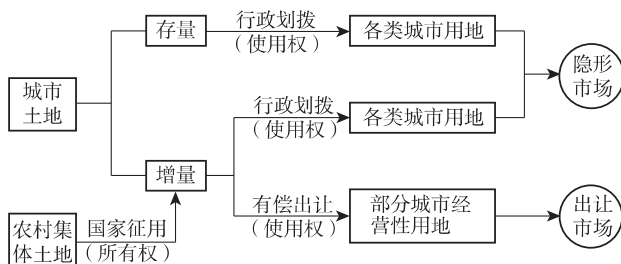 存量
行政划拨
（使用权）
各类城市用地
隐形
市场
城市
土地
行政划拨
（使用权）
各类城市用地
增量
有偿出让
（使用权）
部分城市经
营性用地
出让
市场
农村集
体土地
国家征用
（所有权）